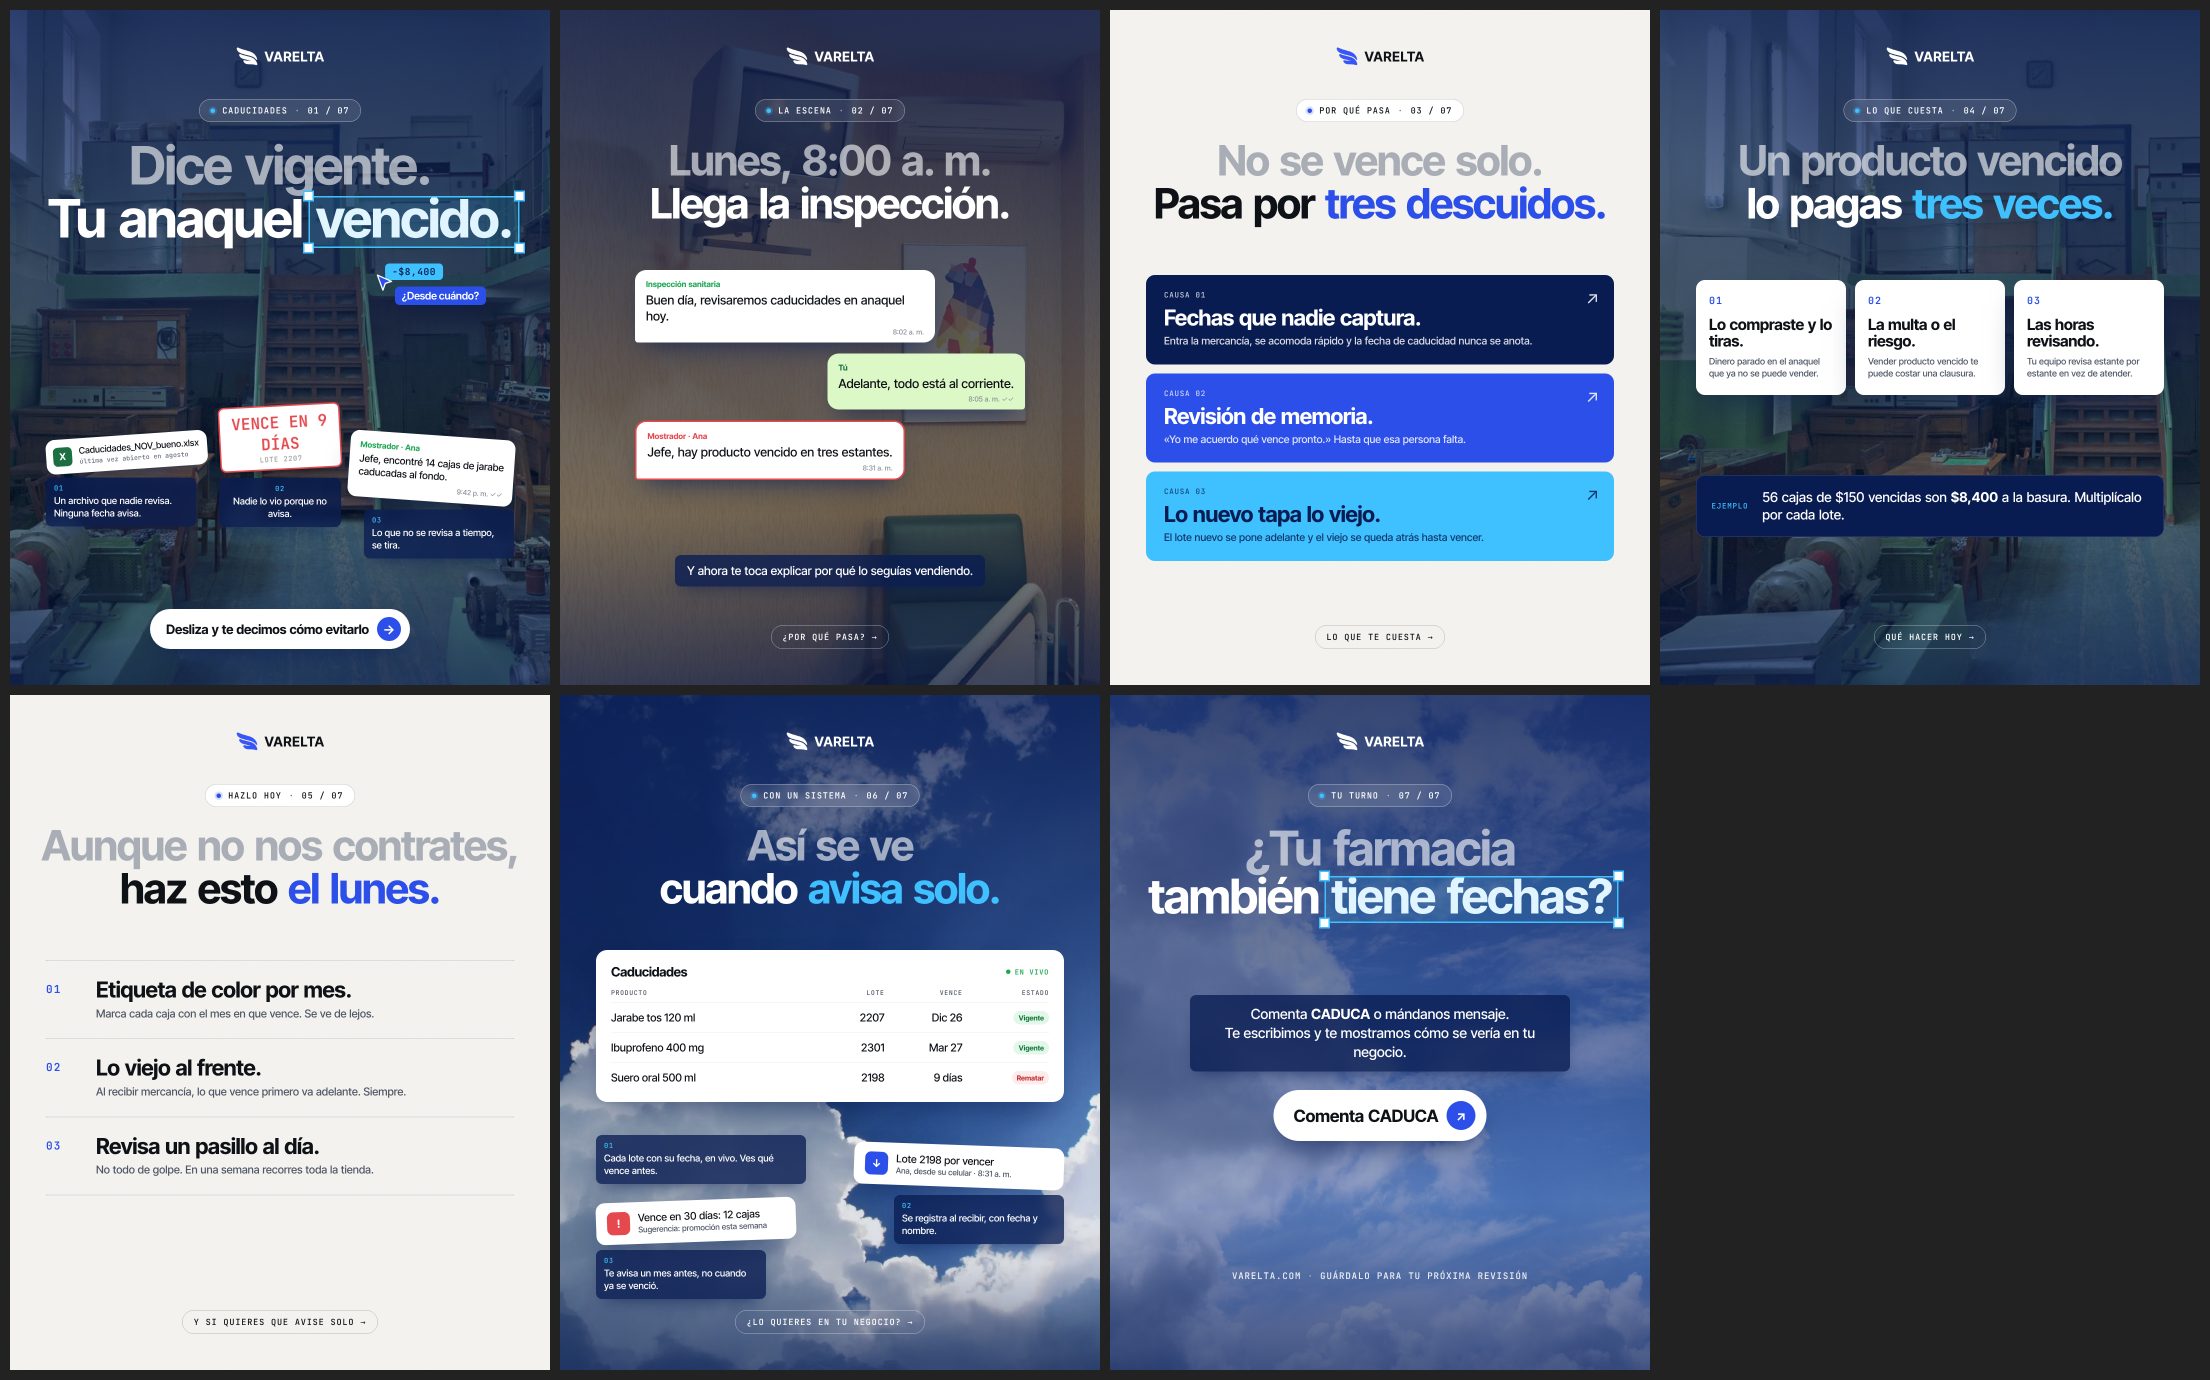 VARELTA
CADUCIDADES · 01 / 07
Dice vigente.
Tu anaquel vencido.
-$8,400
¿Desde cuándo?
X
Caducidades_NOV_bueno.xlsx
última vez abierto en agosto
01
Un archivo que nadie revisa.
Ninguna fecha avisa.
VENCE EN 9
DÍAS
LOTE 2207
02
Nadie lo vio porque no
avisa.
Mostrador · Ana
Jefe, encontré 14 cajas de jarabe
caducadas al fondo.
9:42 p. m. ✓✓
03
Lo que no se revisa a tiempo,
se tira.
Desliza y te decimos cómo evitarlo →
VARELTA
LA ESCENA · 02 / 07
Lunes, 8:00 a. m.
Llega la inspección.
Inspección sanitaria
Buen día, revisaremos caducidades en anaquel
hoy.
8:02 a. m.
Tú
Adelante, todo está al corriente.
8:05 a. m. ✓✓
Mostrador · Ana
Jefe, hay producto vencido en tres estantes.
8:31 a. m.
Y ahora te toca explicar por qué lo seguías vendiendo.
¿POR QUÉ PASA? →
VARELTA
POR QUÉ PASA · 03 / 07
No se vence solo.
Pasa por tres descuidos.
CAUSA 01
Fechas que nadie captura.
Entra la mercancía, se acomoda rápido y la fecha de caducidad nunca se anota.
CAUSA 02
Revisión de memoria.
«Yo me acuerdo qué vence pronto.» Hasta que esa persona falta.
CAUSA 03
Lo nuevo tapa lo viejo.
El lote nuevo se pone adelante y el viejo se queda atrás hasta vencer.
LO QUE TE CUESTA →
VARELTA
LO QUE CUESTA · 04 / 07
Un producto vencido
lo pagas tres veces.
01
Lo compraste y lo
tiras.
Dinero parado en el anaquel
que ya no se puede vender.
02
La multa o el
riesgo.
Vender producto vencido te
puede costar una clausura.
03
Las horas
revisando.
Tu equipo revisa estante por
estante en vez de atender.
EJEMPLO
56 cajas de $150 vencidas son $8,400 a la basura. Multiplícalo
por cada lote.
QUÉ HACER HOY →
VARELTA
HAZLO HOY · 05 / 07
Aunque no nos contrates,
haz esto el lunes.
01
Etiqueta de color por mes.
Marca cada caja con el mes en que vence. Se ve de lejos.
02
Lo viejo al frente.
Al recibir mercancía, lo que vence primero va adelante. Siempre.
03
Revisa un pasillo al día.
No todo de golpe. En una semana recorres toda la tienda.
Y SI QUIERES QUE AVISE SOLO →
VARELTA
CON UN SISTEMA · 06 / 07
Así se ve
cuando avisa solo.
Caducidades
EN VIVO
PRODUCTO LOTE VENCE ESTADO
Jarabe tos 120 ml 2207 Dic 26 Vigente
Ibuprofeno 400 mg 2301 Mar 27 Vigente
Suero oral 500 ml 2198 9 días Rematar
01
Cada lote con su fecha, en vivo. Ves qué
vence antes.
Lote 2198 por vencer
Ana, desde su celular · 8:31 a. m.
!
Vence en 30 días: 12 cajas
Sugerencia: promoción esta semana
02
Se registra al recibir, con fecha y
nombre.
03
Te avisa un mes antes, no cuando
ya se venció.
¿LO QUIERES EN TU NEGOCIO? →
VARELTA
TU TURNO · 07 / 07
¿Tu farmacia
también tiene fechas?
Comenta CADUCA o mándanos mensaje.
Te escribimos y te mostramos cómo se vería en tu
negocio.
Comenta CADUCA
VARELTA.COM · GUÁRDALO PARA TU PRÓXIMA REVISIÓN